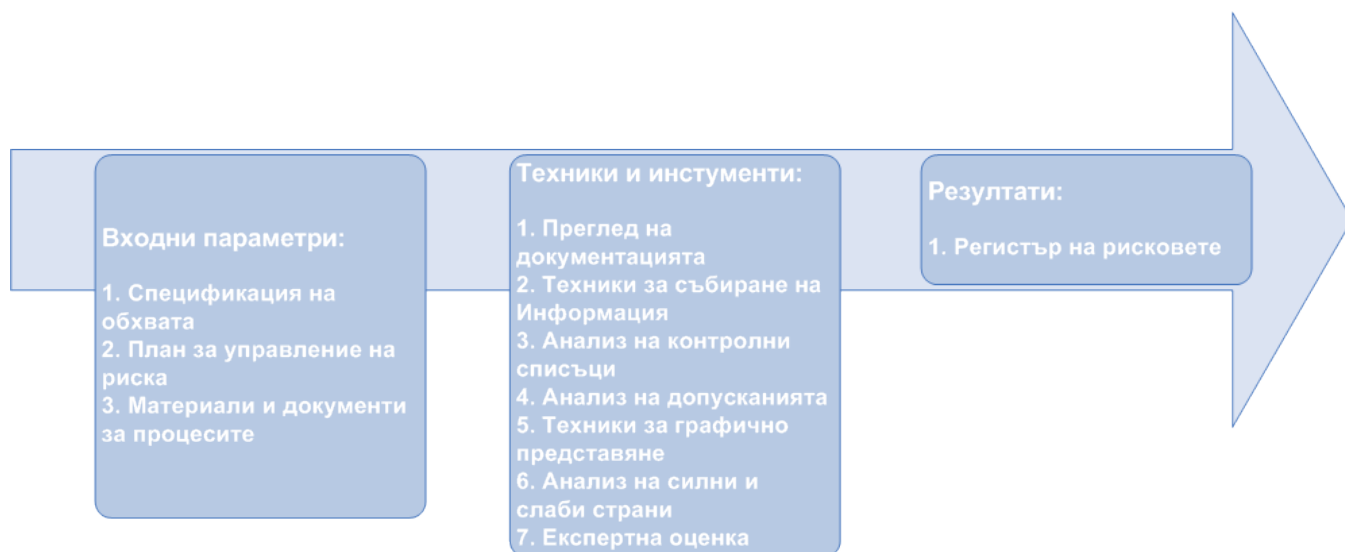 Входни параметри:
1. Спецификация на
обхвата
2. План за управление на
риска
3. Материали и документи
за процесите
Техники и инстументи:
1. Преглед на
документацията
2. Техники за събиране на
Информация
3. Анализ на контролни
списъци
4. Анализ на допусканията
5. Техники за графично
представяне
6. Анализ на силни и
слаби страни
7. Експертна оценка
Резултати:
1. Регистър на рисковете